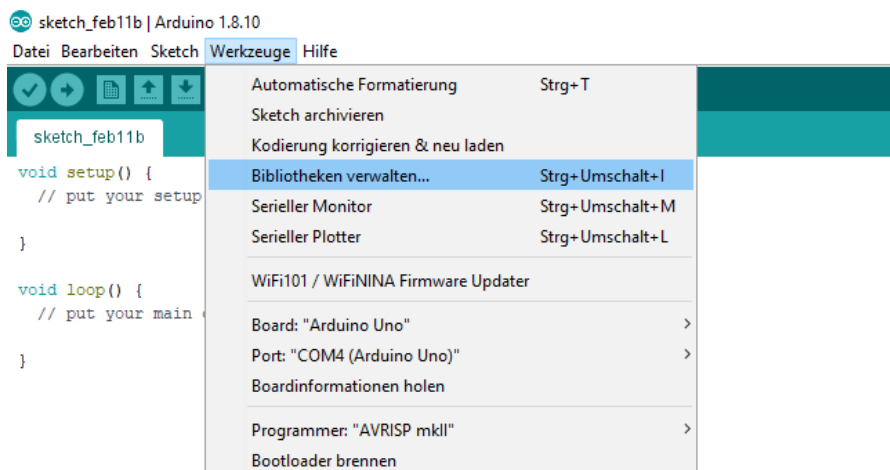 sketch_feb11b | Arduino 1.8.10
Datei Bearbeiten Sketch Werkzeuge Hilfe
Automatische Formatierung Strg+T
Sketch archivieren
sketch_feb11b
Kodierung korrigieren & neu laden
void setup() {
Bibliotheken verwalten... Strg+Umschalt+I
// put your setup
Serieller Monitor Strg+Umschalt+M
}
Serieller Plotter Strg+Umschalt+L
WiFi101 / WiFiNINA Firmware Updater
void loop() {
// put your main
Board: "Arduino Uno"
}
Port: "COM4 (Arduino Uno)"
Boardinformationen holen
Programmer: "AVRISP mkII"
Bootloader brennen